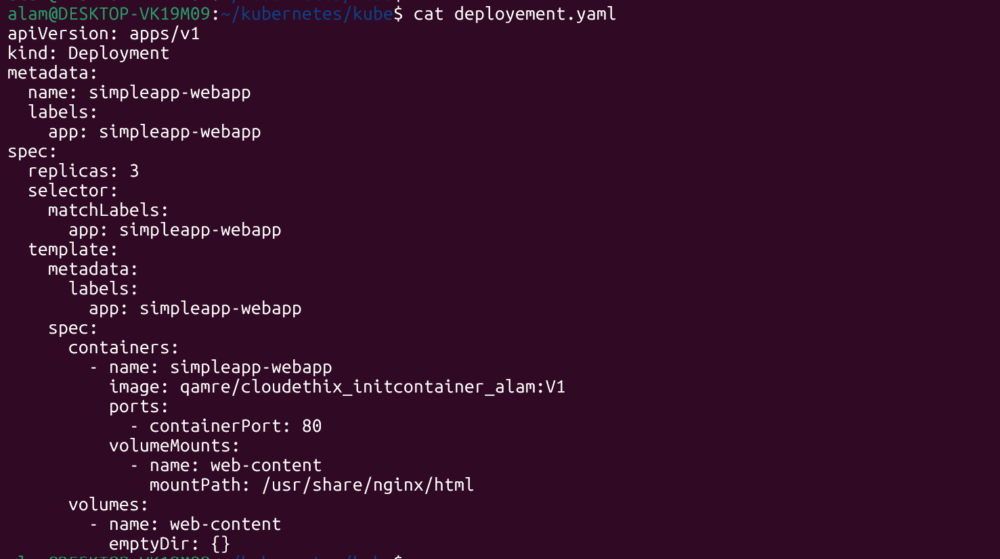 alam@DESKTOP-VK19M09:~/kubernetes/kube$ cat deployement.yaml
apiVersion: apps/v1
kind: Deployment
metadata:
  name: simpleapp-webapp
  labels:
    app: simpleapp-webapp
spec:
  replicas: 3
  selector:
    matchLabels:
      app: simpleapp-webapp
  template:
    metadata:
      labels:
        app: simpleapp-webapp
    spec:
      containers:
        - name: simpleapp-webapp
          image: qamre/cloudethix_initcontainer_alam:V1
          ports:
            - containerPort: 80
          volumeMounts:
            - name: web-content
              mountPath: /usr/share/nginx/html
      volumes:
        - name: web-content
          emptyDir: {}